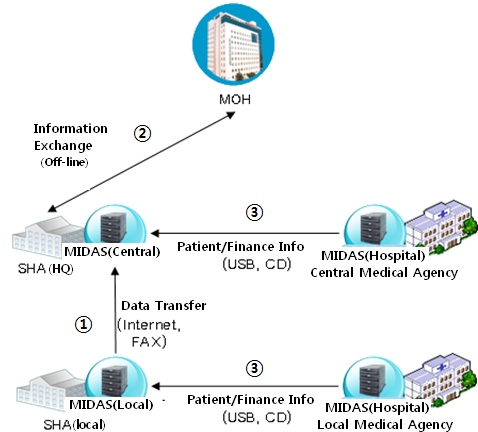 MOH
Information
Exchange
(Off-line)
②
③
MIDAS(Central)
SHA(HQ)
Patient/Finance Info
(USB, CD)
MIDAS(Hospital)
Central Medical Agency
①
Data Transfer
(Internet,
FAX)
③
MIDAS(Local)
SHA(local)
Patient/Finance Info
(USB, CD)
MIDAS(Hospital)
Local Medical Agency